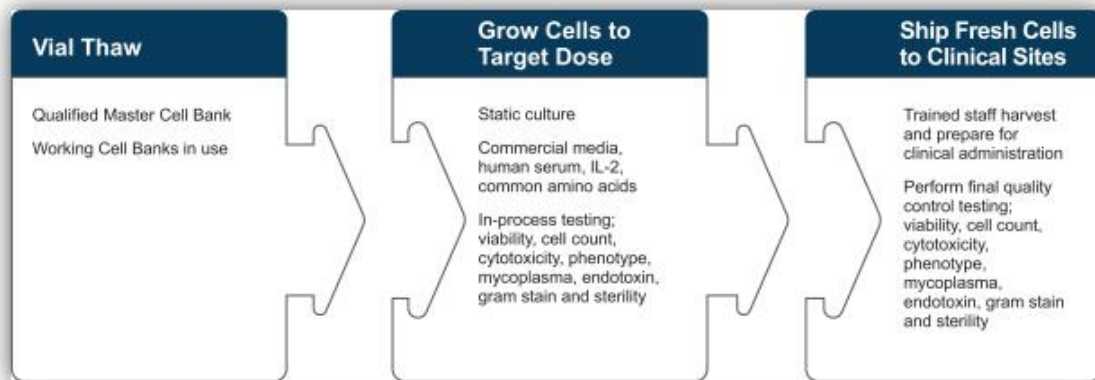 Vial Thaw
Qualified Master Cell Bank
Working Cell Banks in use
Grow Cells to
Target Dose
Static culture
Commercial media,
human serum, IL-2,
common amino acids
In-process testing;
viability, cell count,
cytotoxicity, phenotype,
mycoplasma, endotoxin,
gram stain and sterility
Ship Fresh Cells
to Clinical Sites
Trained staff harvest
and prepare for
clinical administration
Perform final quality
control testing;
viability, cell count,
cytotoxicity,
phenotype,
mycoplasma,
endotoxin, gram stain
and sterility